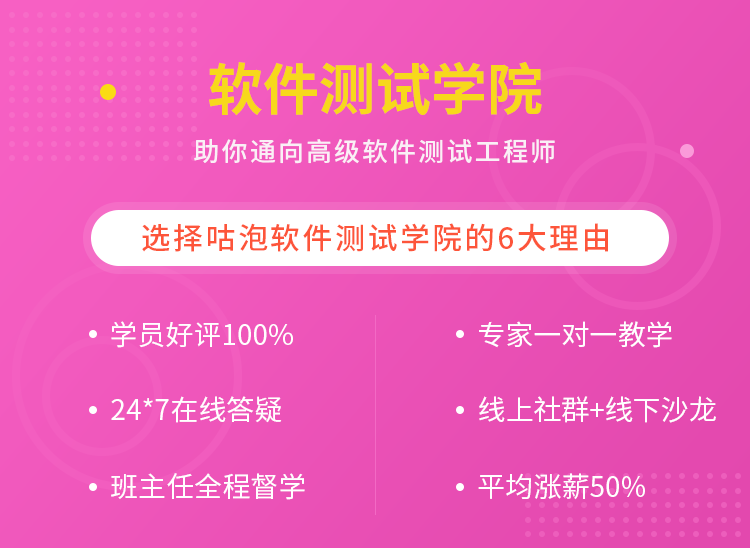 软件测试学院
助你通向高级软件测试工程师
选择咕泡软件测试学院的6大理由
学员好评100%
专家一对一教学
24*7在线答疑
线上社群+线下沙龙
班主任全程督学
平均涨薪50%